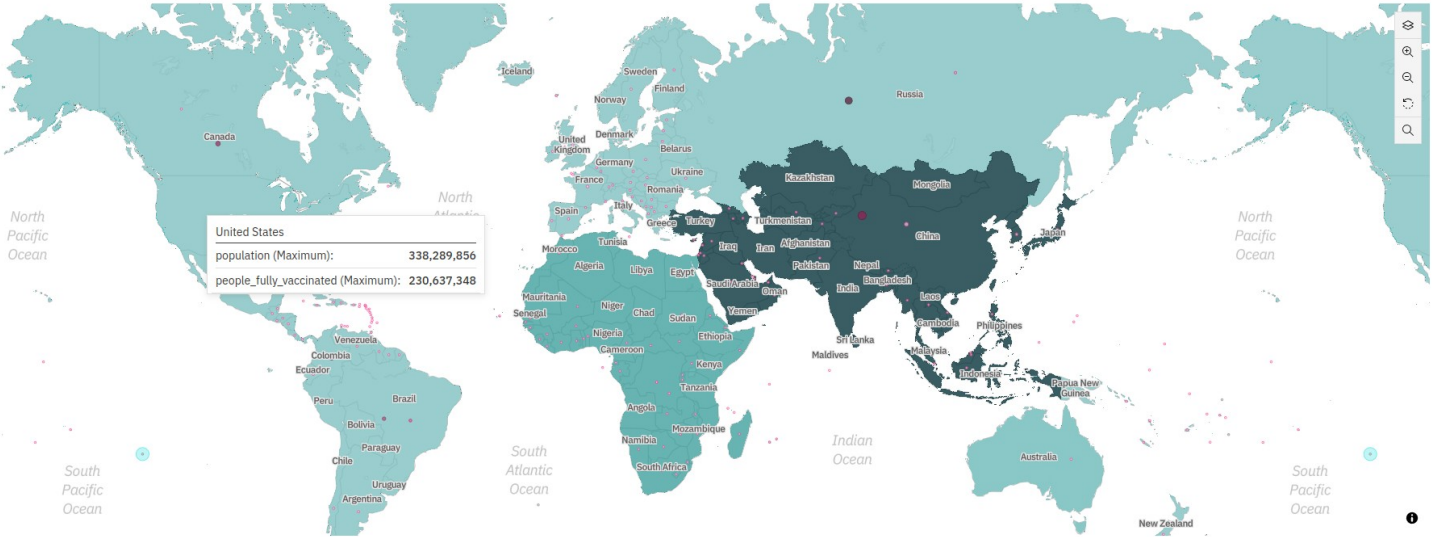 Iceland
Sweden
Finland
Norway
Russia
Canada
United
Kingdom
Denmark
Belarus
Germany
Ukraine
France
Romania
Kazakhstan
Mongolia
North
Atlantic
Spain
Italy
Greece
Turkey
Turkmenistan
China
Japan
North
Pacific
Ocean
North
Pacific
Ocean
United States
population (Maximum): 338,289,856
people_fully_vaccinated (Maximum): 230,637,348
Morocco
Tunisia
Algeria
Libya
Egypt
Iraq
Iran
Afghanistan
Pakistan
Nepal
Bangladesh
Saudi Arabia
Oman
India
Laos
Mauritania
Niger
Chad
Sudan
Yemen
Senegal
Nigeria
Ethiopia
Cameroon
Cambodia
Philippines
Sri Lanka
Maldives
Malaysia
Venezuela
Colombia
Ecuador
Kenya
Indonesia
Tanzania
Papua New
Guinea
Peru
Brazil
Angola
Bolivia
Mozambique
Namibia
Paraguay
Chile
South Africa
South
Atlantic
Ocean
Indian
Ocean
Australia
South
Pacific
Ocean
South
Pacific
Ocean
Uruguay
Argentina
New Zealand